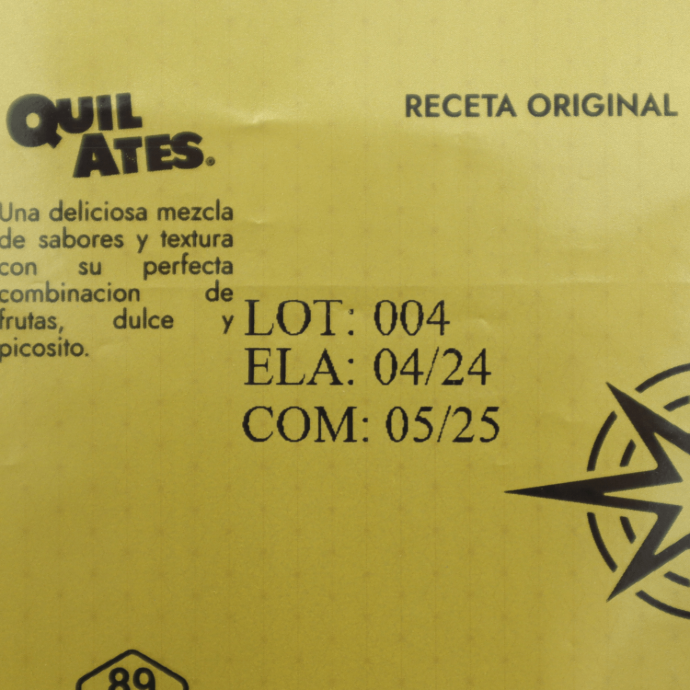 QUIL
ATES.
RECETA ORIGINAL
Una deliciosa mezcla
de sabores y textura
con su perfecta
combinacion de
frutas, dulce y
picosito.
LOT: 004
ELA: 04/24
COM: 05/25
89